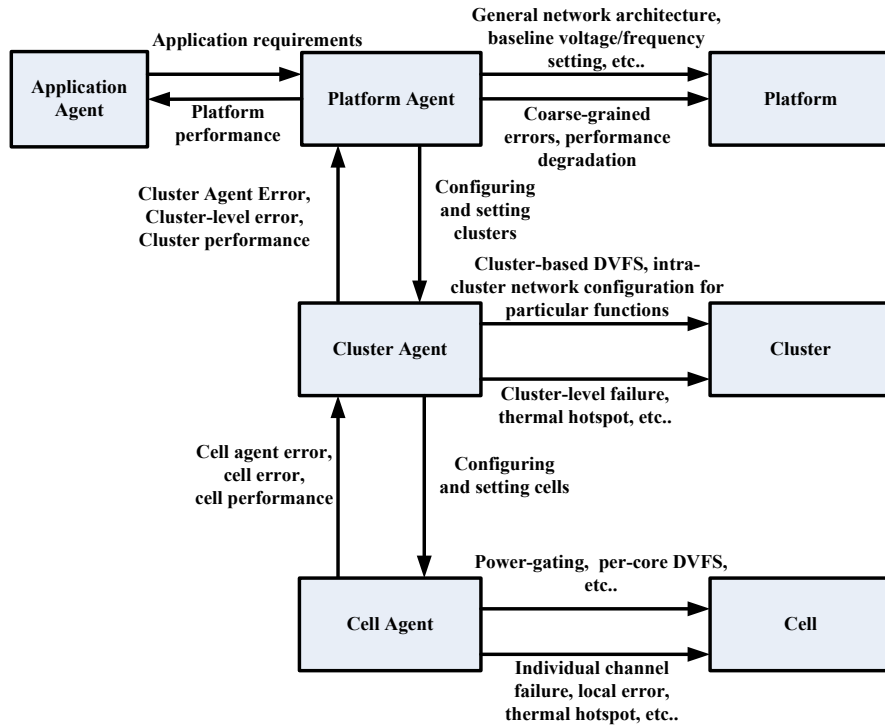 General network architecture,
baseline voltage/frequency
setting, etc..
Application requirements
Application
Agent
Platform Agent
Platform
Platform
performance
Coarse-grained
errors, performance
degradation
Cluster Agent Error,
Cluster-level error,
Cluster performance
Configuring
and setting
clusters
Cluster-based DVFS, intra-
cluster network configuration for
particular functions
Cluster Agent
Cluster
Cluster-level failure,
thermal hotspot, etc..
Cell agent error,
cell error,
cell performance
Configuring
and setting cells
Power-gating,  per-core DVFS,
etc..
Cell Agent
Cell
Individual channel
failure, local error,
thermal hotspot, etc..